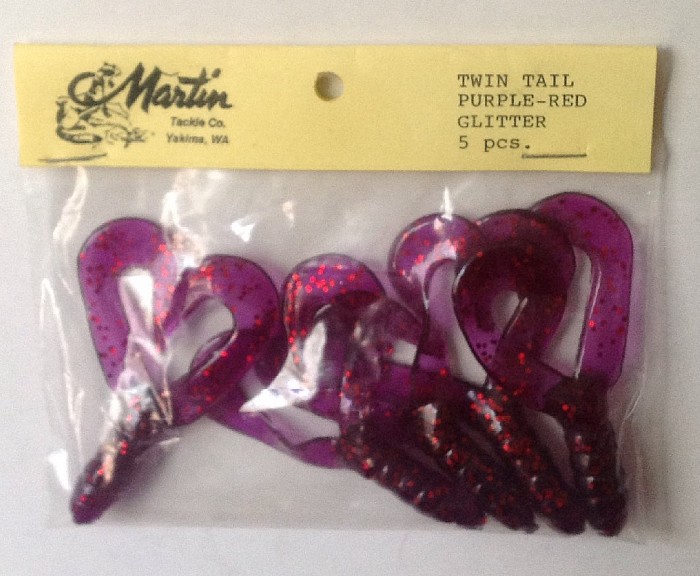 Martin
Tackle Co.
Yakima, WA
TWIN TAIL
PURPLE-RED
GLITTER
5 pcs.